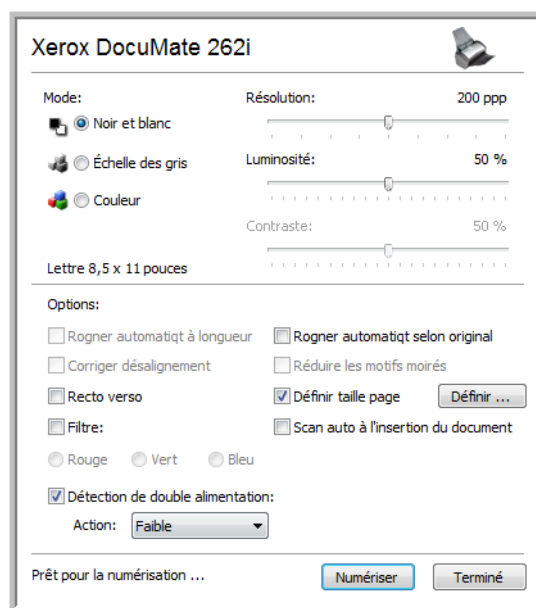 Xerox DocuMate 262i
Mode:
Noir et blanc
Échelle des gris
Couleur
Lettre 8,5 x 11 pouces
Résolution: 200 ppp
Luminosité: 50 %
Contraste: 50 %
Options:
Rogner automatiqt à longueur Rogner automatiqt selon original
Corriger désalignement Réduire les motifs moirés
Recto verso Définir taille page Définir ...
Filtre: Scan auto à l'insertion du document
Rouge Vert Bleu
Détection de double alimentation:
Action: Faible
Prêt pour la numérisation ... Numériser Terminé